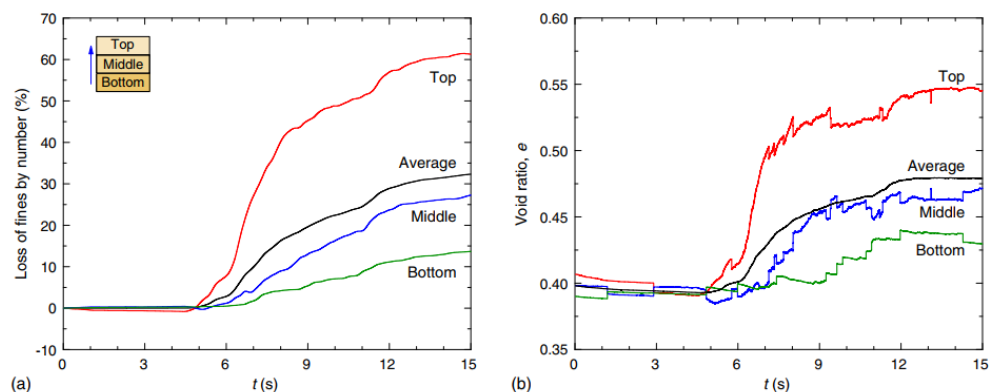 70
60
50
40
30
20
10
0
-10
Loss of fines by number (%)
Top
Middle
Bottom
Top
Average
Middle
Bottom
0 3 6 9 12 15
(a)
t (s)
0.60
0.55
0.50
0.45
0.40
0.35
Void ratio, e
Top
Average
Middle
Bottom
0 3 6 9 12 15
(b)
t (s)